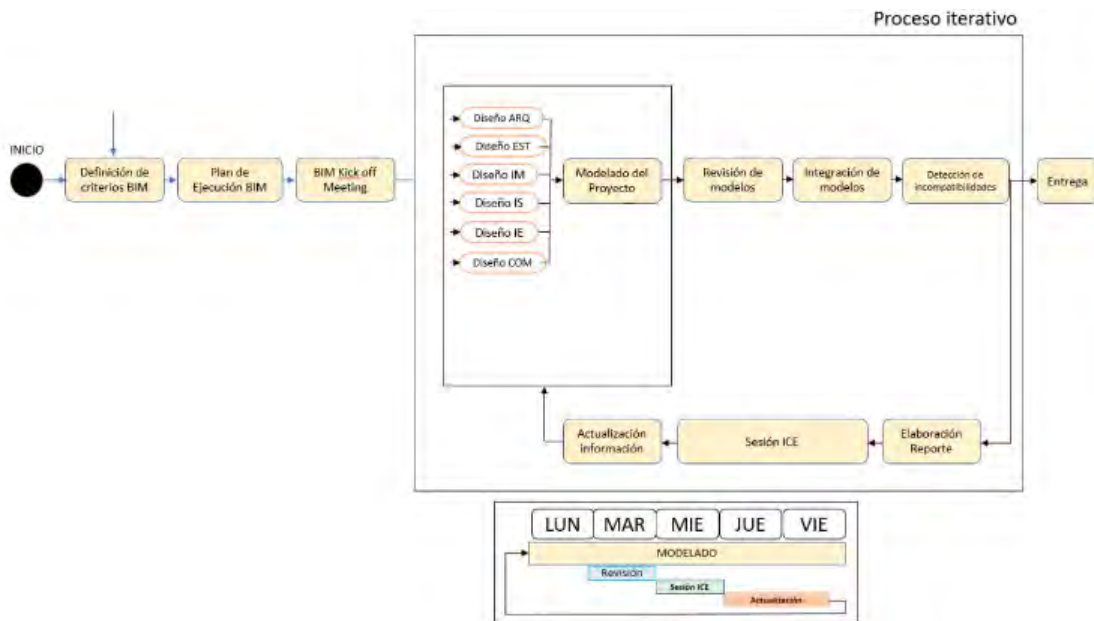 Proceso iterativo
INICIO
Definición de
criterios BIM
Plan de
Ejecución BIM
BIM Kick off
Meeting
Diseño ARQ
Diseño EST
Diseño IM
Diseño IS
Diseño IE
Diseño COM
Modelado del
Proyecto
Revisión de
modelos
Integración de
modelos
Detección de
incompatibilidades
Entrega
Actualización
información
Sesión ICE
Elaboración
Reporte
LUN MAR MIE JUE VIE
MODELADO
Revisión
Sesión ICE
Actualización